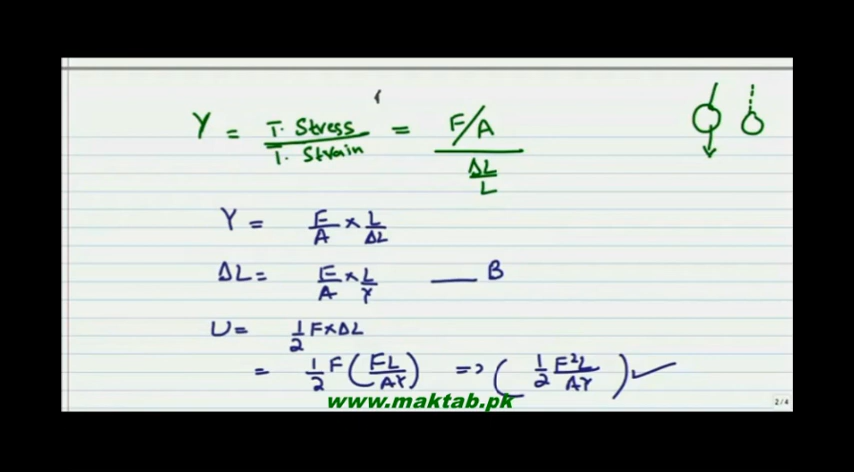 Y = T. Stress / T. Strain = F/A / ΔL/L
Y = F/A × L/ΔL
ΔL = F/A × L/Y — B
U = 1/2 F×ΔL
= 1/2 F (FL/AY) => (1/2 F²L/AY) ✓
www.maktab.pk
2/4